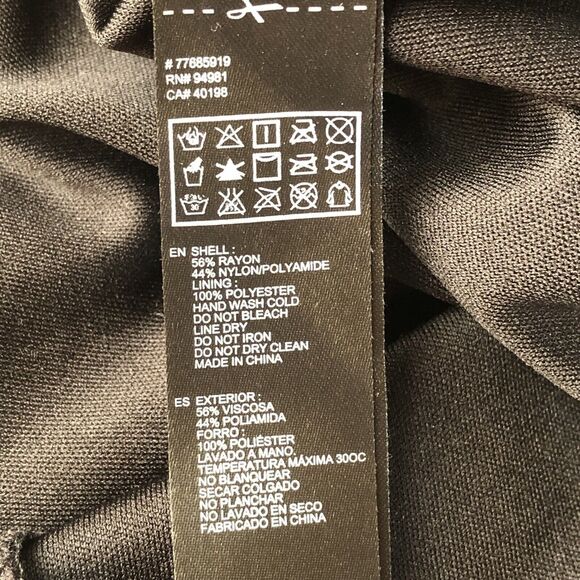 # 77685919
RN# 94981
CA# 40198
EN SHELL :
56% RAYON
44% NYLON/POLYAMIDE
LINING :
100% POLYESTER
HAND WASH COLD
DO NOT BLEACH
LINE DRY
DO NOT IRON
DO NOT DRY CLEAN
MADE IN CHINA
ES EXTERIOR :
56% VISCOSA
44% POLIAMIDA
FORRO :
100% POLIÉSTER
LAVADO A MANO.
TEMPERATURA MÁXIMA 30OC
NO BLANQUEAR
SECAR COLGADO
NO PLANCHAR
NO LAVADO EN SECO
FABRICADO EN CHINA